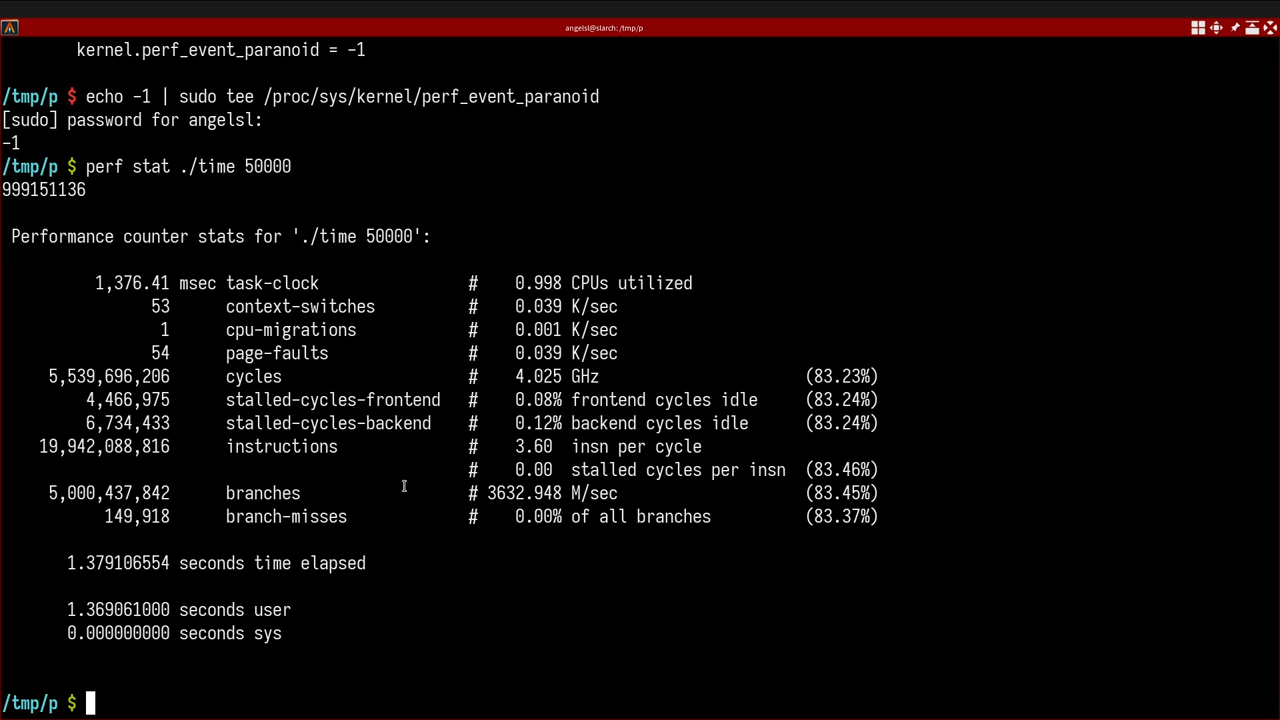 angelsl@slarch: /tmp/p
kernel.perf_event_paranoid = -1
/tmp/p $ echo -1 | sudo tee /proc/sys/kernel/perf_event_paranoid
[sudo] password for angelsl:
-1
/tmp/p $ perf stat ./time 50000
999151136
Performance counter stats for './time 50000':
1,376.41 msec task-clock # 0.998 CPUs utilized
53 context-switches # 0.039 K/sec
1 cpu-migrations # 0.001 K/sec
54 page-faults # 0.039 K/sec
5,539,696,206 cycles # 4.025 GHz (83.23%)
4,466,975 stalled-cycles-frontend # 0.08% frontend cycles idle (83.24%)
6,734,433 stalled-cycles-backend # 0.12% backend cycles idle (83.24%)
19,942,088,816 instructions # 3.60 insn per cycle
# 0.00 stalled cycles per insn (83.46%)
5,000,437,842 branches # 3632.948 M/sec (83.45%)
149,918 branch-misses # 0.00% of all branches (83.37%)
1.379106554 seconds time elapsed
1.369061000 seconds user
0.000000000 seconds sys
/tmp/p $